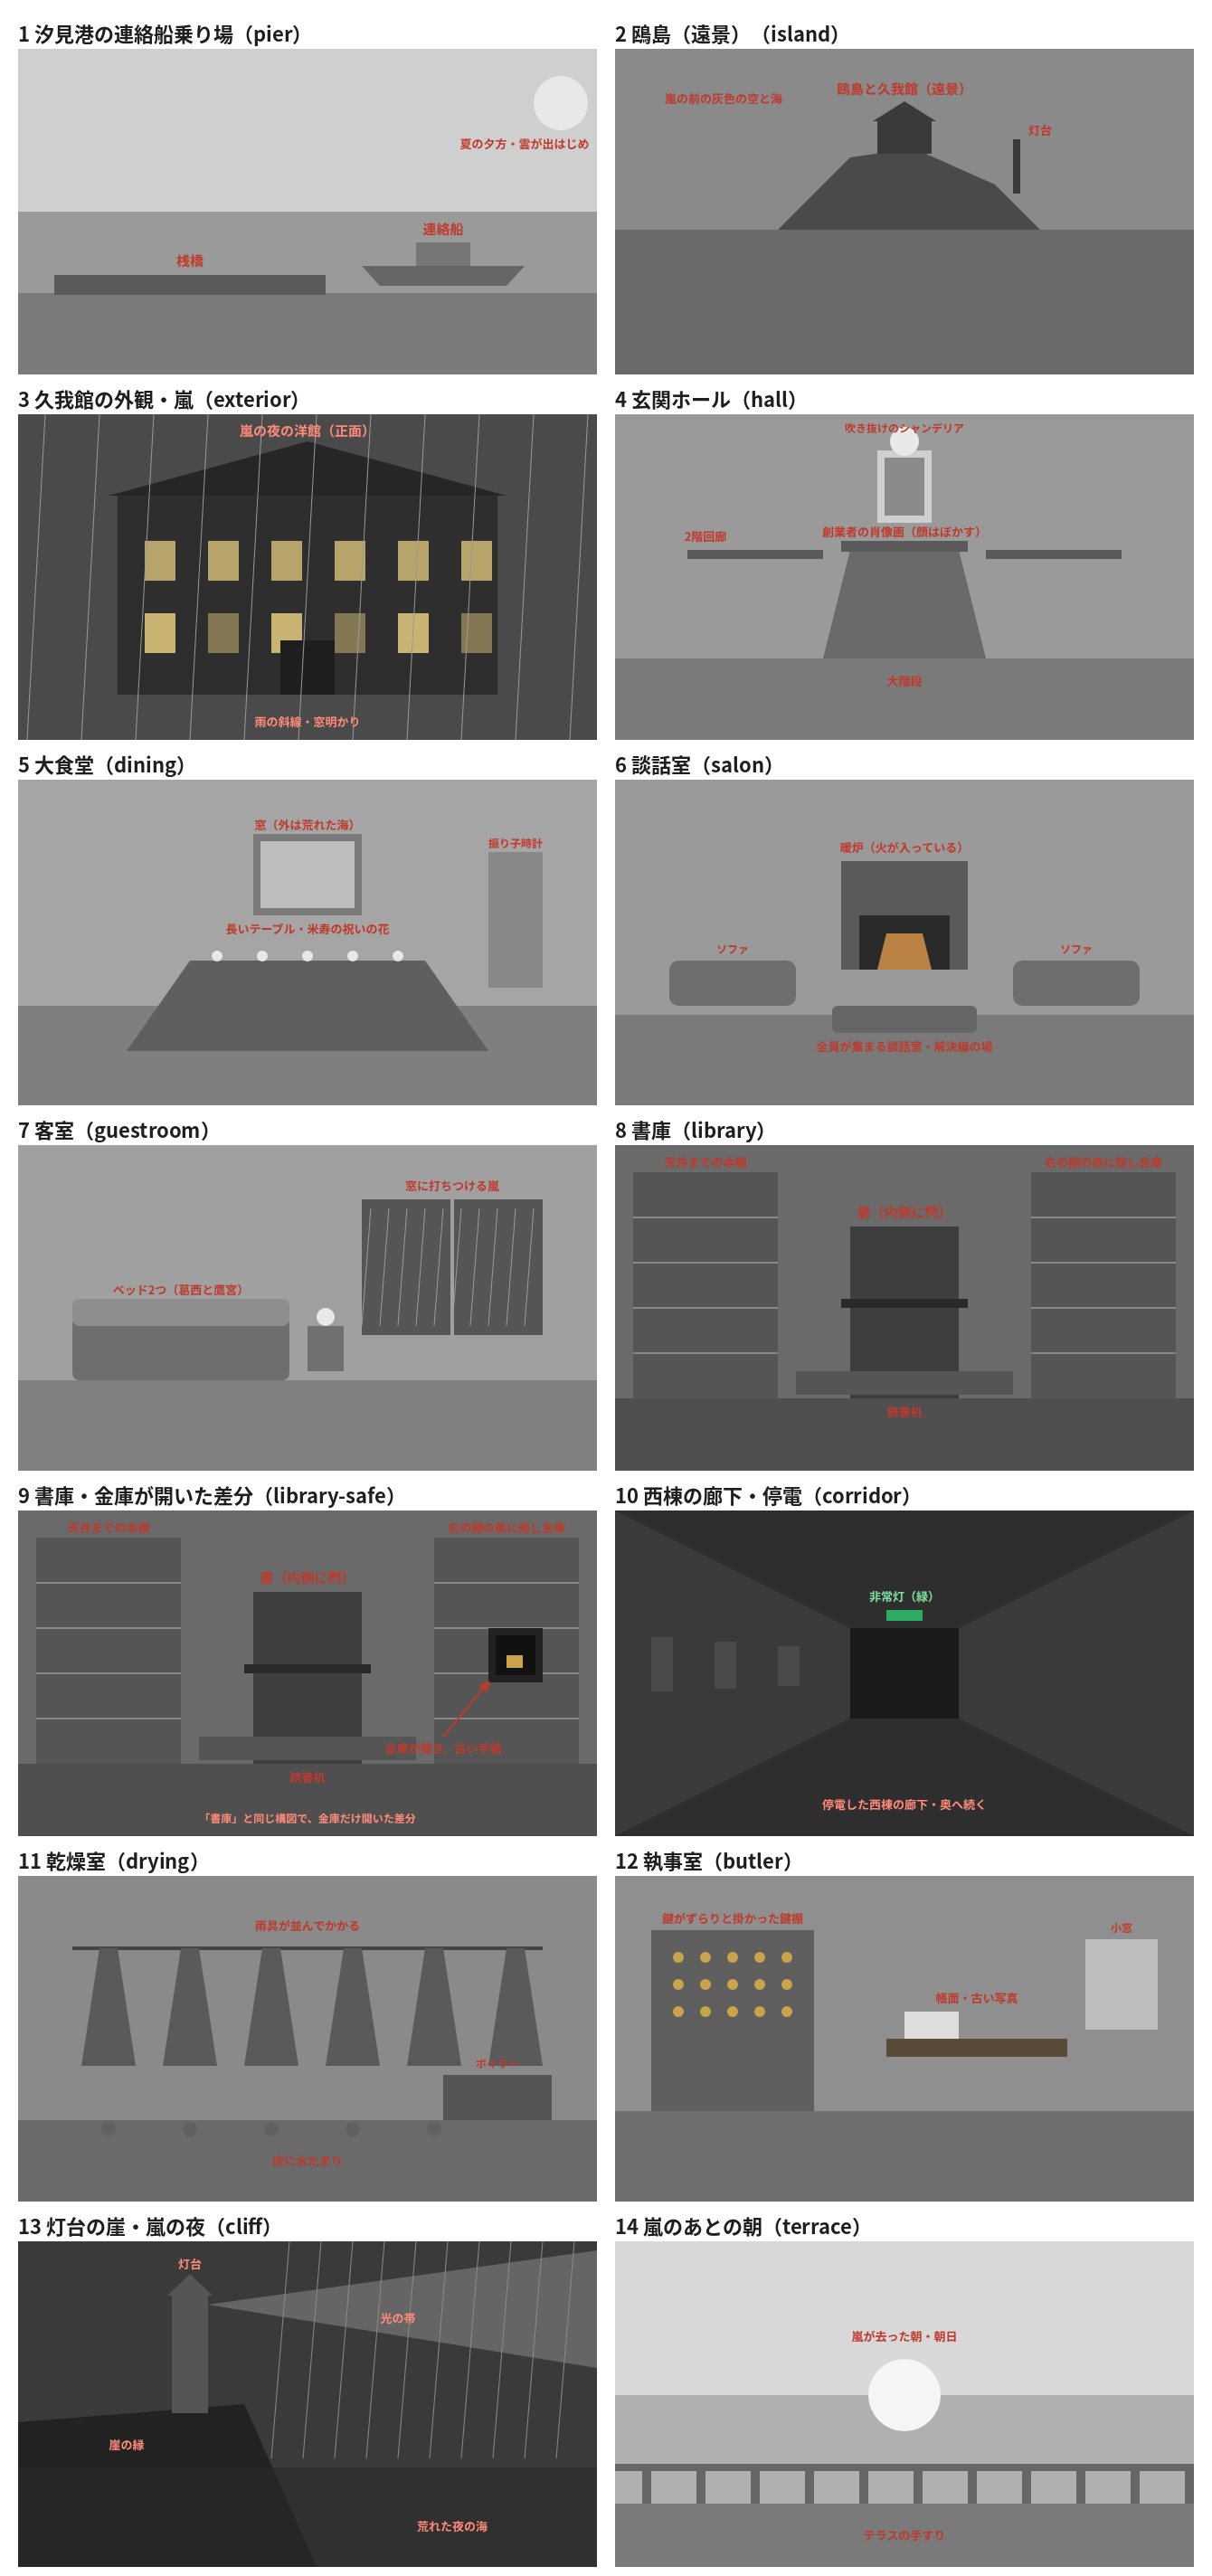 1 汐見港の連絡船乗り場（pier）
夏の夕方・雲が出はじめ
連絡船
桟橋
2 鴎島（遠景）（island）
嵐の前の灰色の空と海
鴎島と久我館（遠景）
灯台
3 久我館の外観・嵐（exterior）
嵐の夜の洋館（正面）
雨の斜線・窓明かり
4 玄関ホール（hall）
吹き抜けのシャンデリア
2階回廊
創業者の肖像画（顔はぼかす）
大階段
5 大食堂（dining）
窓（外は荒れた海）
振り子時計
長いテーブル・米寿の祝いの花
6 談話室（salon）
暖炉（火が入っている）
ソファ
ソファ
全員が集まる談話室・解決編の場
7 客室（guestroom）
窓に打ちつける嵐
ベッド2つ（葛西と鷹宮）
8 書庫（library）
天井までの本棚
右の棚の奥に隠し金庫
扉（内側に閂）
読書机
9 書庫・金庫が開いた差分（library-safe）
天井までの本棚
右の棚の奥に隠し金庫
扉（内側に閂）
金庫が開き、古い手帳
読書机
「書庫」と同じ構図で、金庫だけ開いた差分
10 西棟の廊下・停電（corridor）
非常灯（緑）
停電した西棟の廊下・奥へ続く
11 乾燥室（drying）
雨具が並んでかかる
ボイラー
床に水たまり
12 執事室（butler）
鍵がずらりと掛かった鍵棚
小窓
帳面・古い写真
13 灯台の崖・嵐の夜（cliff）
灯台
光の帯
崖の縁
荒れた夜の海
14 嵐のあとの朝（terrace）
嵐が去った朝・朝日
テラスの手すり